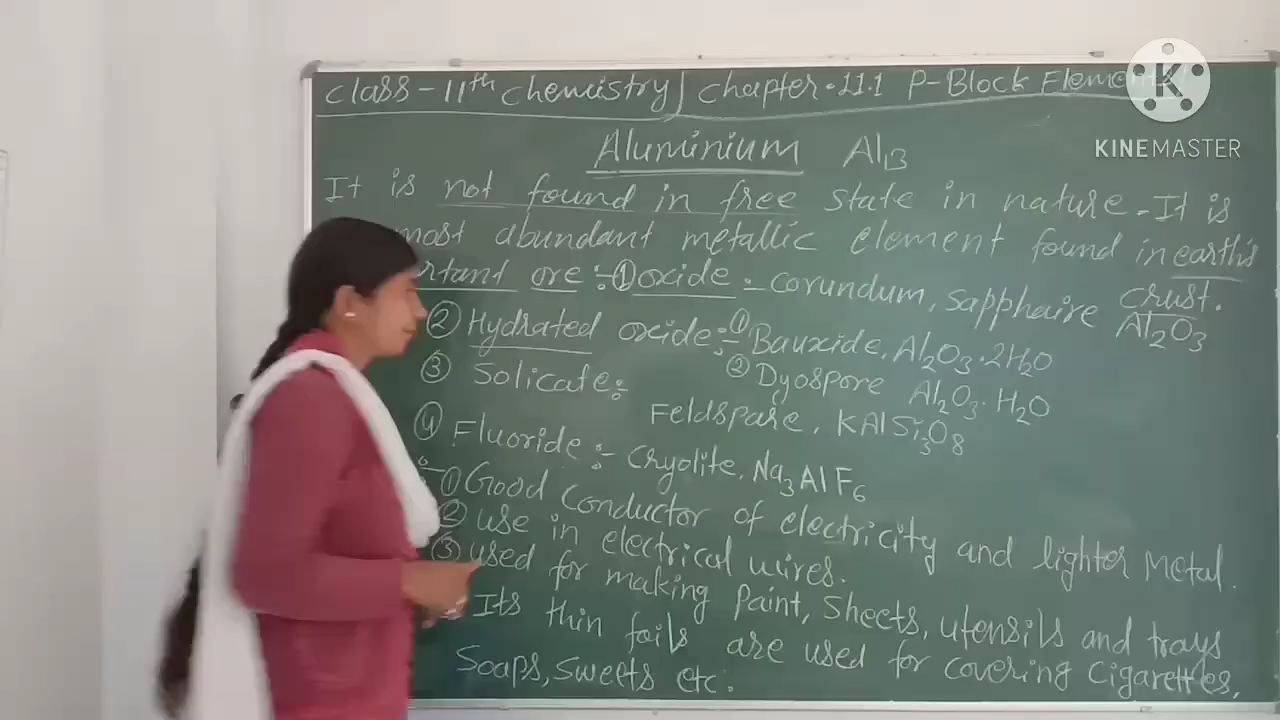 Class - 11th Chemistry] Chapter - 11.1 P-Block Element
K
KINEMASTER
Aluminium Al13
It is not found in free state in nature. It is
most abundant metallic element found in earth's
crust.
rtant ore :- ① oxide :- corundum, sapphaire Al2O3
② Hydrated oxide :- ① Bauxide, Al2O3·2H2O
② Dyospore Al2O3·H2O
③ Solicate :-
Feldspare, KAlSi3O8
④ Fluoride :- Cryolite, Na3AlF6
:- ① Good Conductor of electricity and lighter Metal.
② use in electrical wires.
③ used for making paint, Sheets, utensils and trays
Its thin foils are used for covering Cigarettes,
Soaps, Sweets etc.